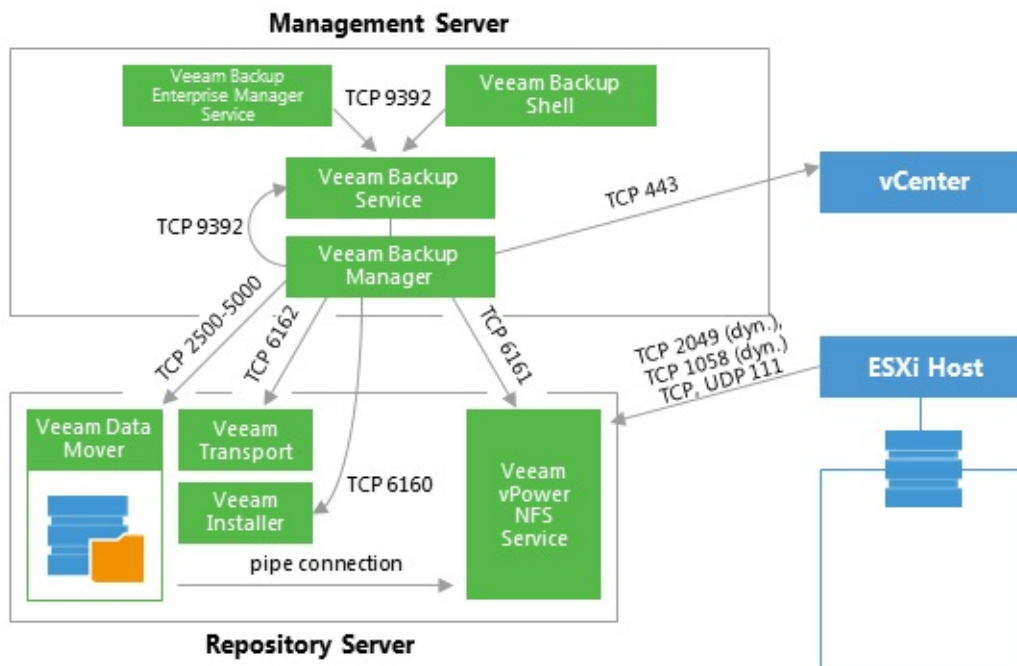 Management Server
Veeam Backup
Enterprise Manager
Service
TCP 9392
Veeam Backup
Shell
Veeam Backup
Service
TCP 9392
Veeam Backup
Manager
TCP 443
vCenter
TCP 2500-5000
TCP 6162
TCP 6161
TCP 2049 (dyn.),
TCP 1058 (dyn.)
TCP, UDP 111
ESXi Host
Veeam Data
Mover
Veeam
Transport
Veeam
Installer
TCP 6160
Veeam
vPower
NFS
Service
pipe connection
Repository Server